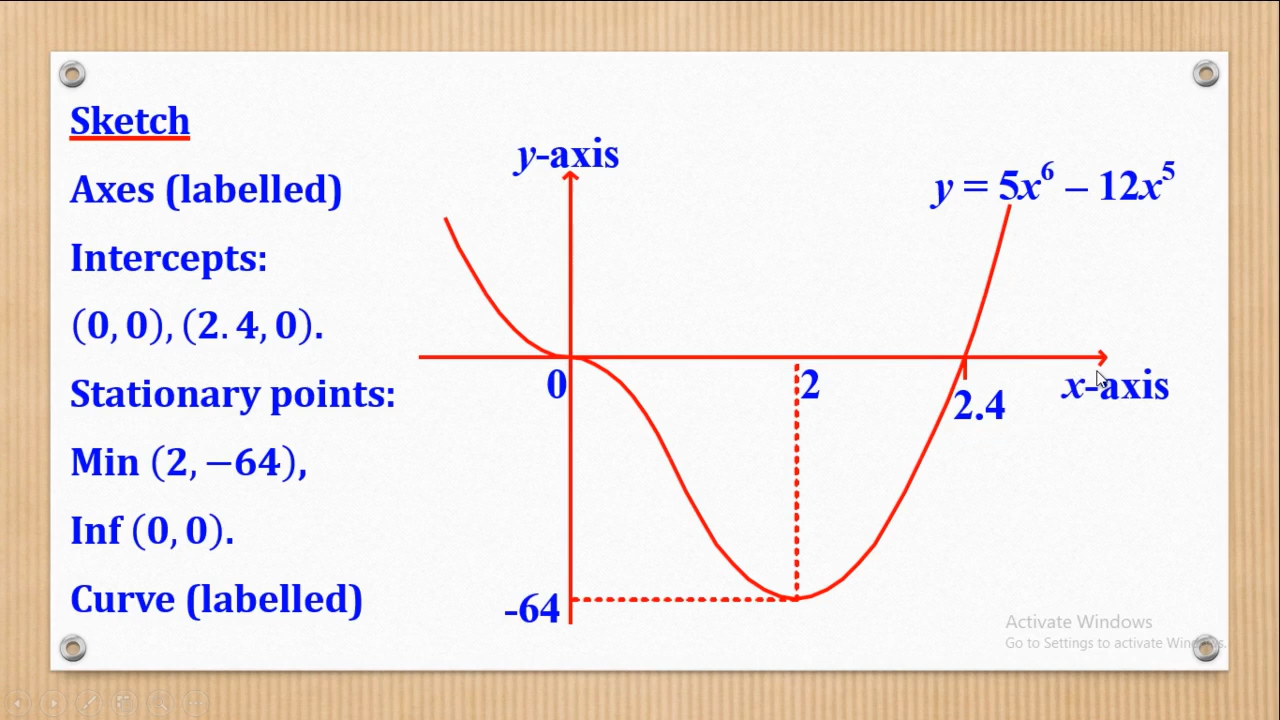 Sketch
Axes (labelled)
Intercepts:
(0, 0), (2.4, 0).
Stationary points:
Min (2, −64),
Inf (0, 0).
Curve (labelled)
y-axis
y = 5x⁶ – 12x⁵
0
2
2.4
x-axis
-64
Activate Windows
Go to Settings to activate Windows.